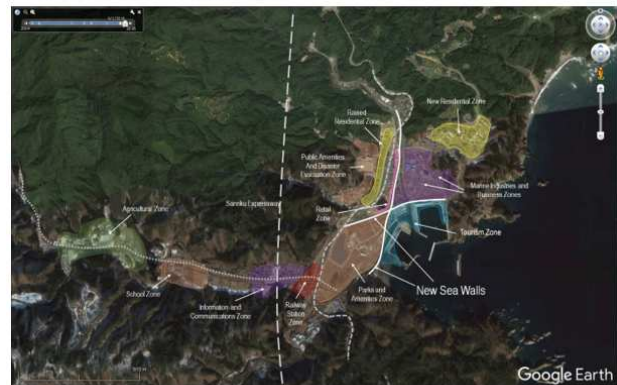 New Residential Zone
Raised
Residential Zone
Public Amenities
And Disaster
Evacuation Zone
Marine Industries and
Business Zones
Agricultural Zone
Sanriku Expressway
Retail
Zone
Tourism Zone
School Zone
Information and
Communications Zone
Railway
Station
Zone
Parks and
Amenities Zone
New Sea Walls
Google Earth